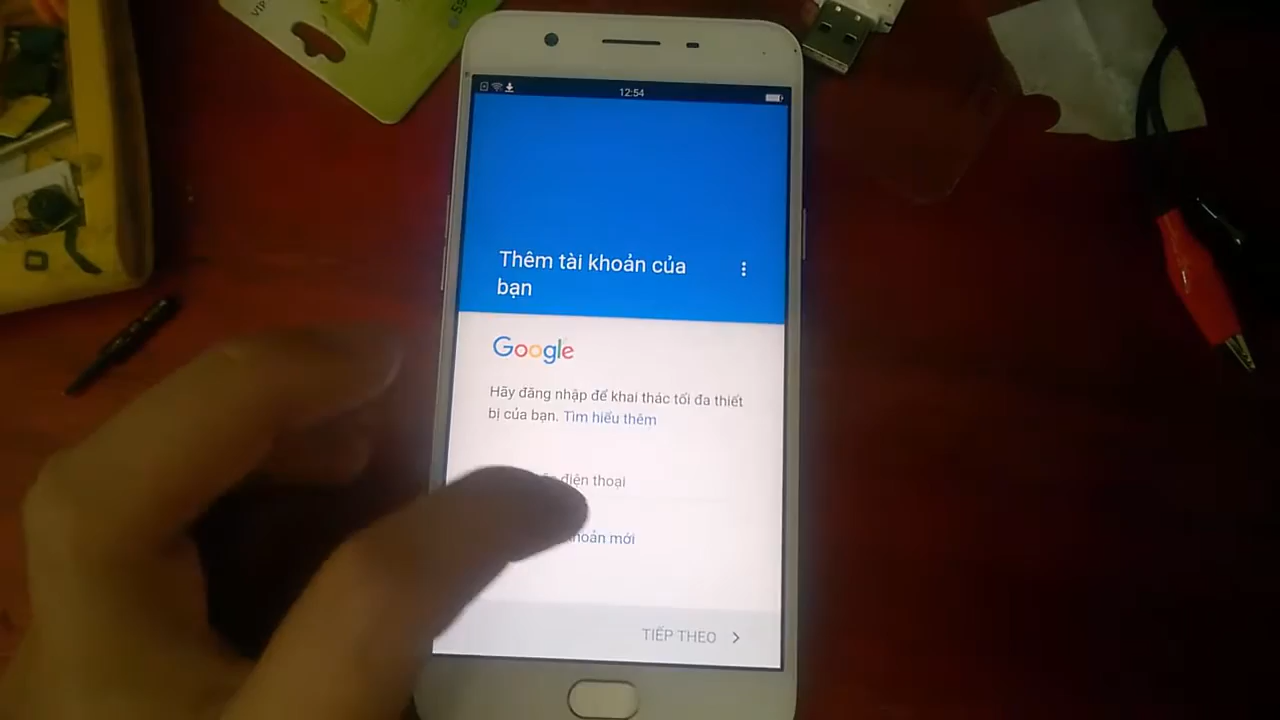 VIP
12:54
Thêm tài khoản của
bạn
Google
Hãy đăng nhập để khai thác tối đa thiết
bị của bạn. Tìm hiểu thêm
điện thoại
khoản mới
TIẾP THEO